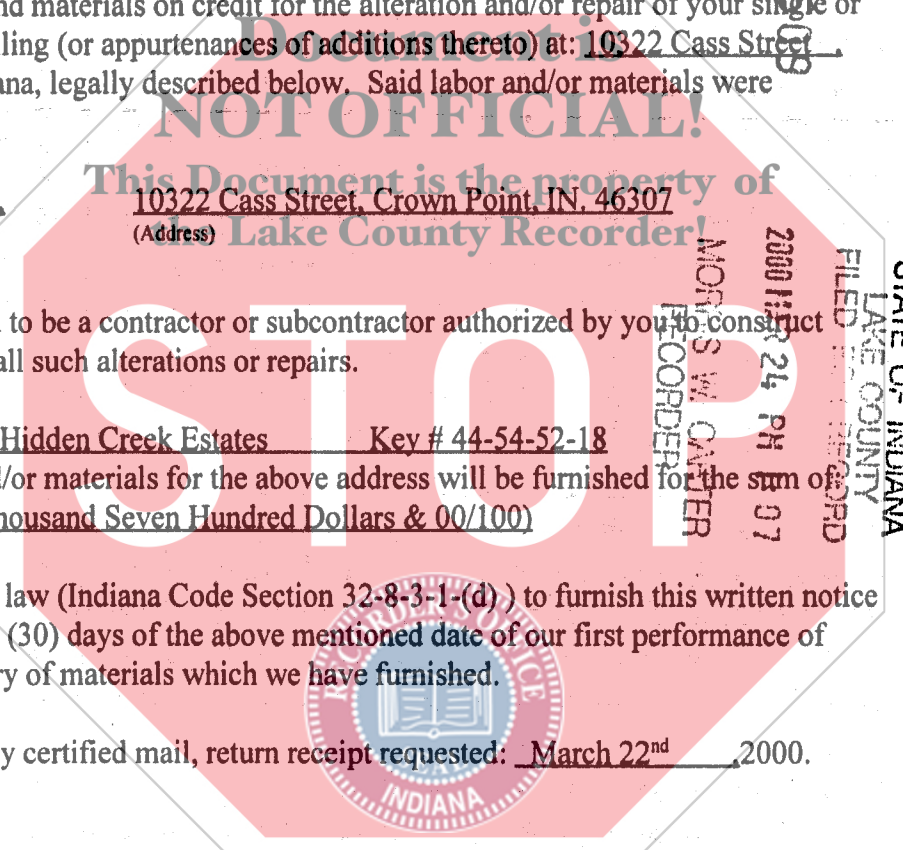 nd materials on credit for the alteration and/or repair of your single or
ling (or appurtenances of additions thereto) at: 10322 Cass Street ,
ana, legally described below. Said labor and/or materials were
Document is
NOT OFFICIAL!
This Document is the property of
the Lake County Recorder!
10322 Cass Street, Crown Point, IN. 46307
(Address)
to be a contractor or subcontractor authorized by you to construct
all such alterations or repairs.
STOP
Hidden Creek Estates Key # 44-54-52-18
d/or materials for the above address will be furnished for the sum of:
housand Seven Hundred Dollars & 00/100)
law (Indiana Code Section 32-8-3-1-(d) ) to furnish this written notice
(30) days of the above mentioned date of our first performance of
ry of materials which we have furnished.
y certified mail, return receipt requested: March 22nd ,2000.
RECORDER'S OFFICE
INDIANA
STATE OF INDIANA
LAKE COUNTY
FILED RECORD
2000 MAR 24 PM
MORRIS W. CARTER
RECORDER